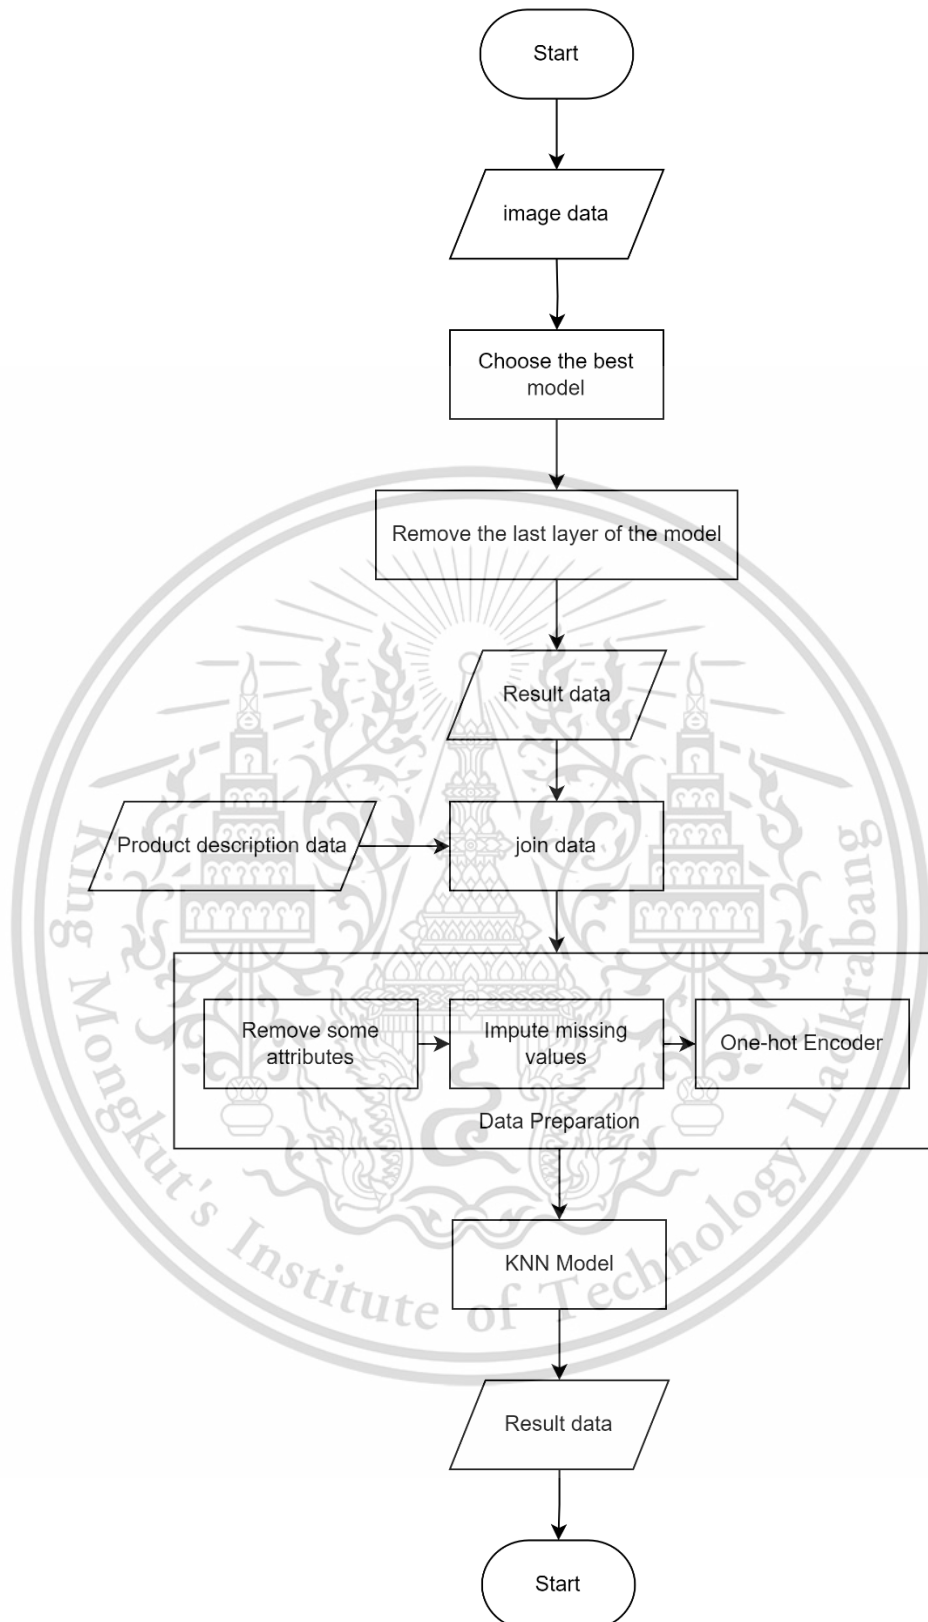 Start
image data
Choose the best
model
Remove the last layer of the model
Result data
Product description data
join data
Remove some
attributes
Impute missing
values
One-hot Encoder
Data Preparation
KNN Model
Result data
Start
King Mongkut's Institute of Technology Ladkrabang